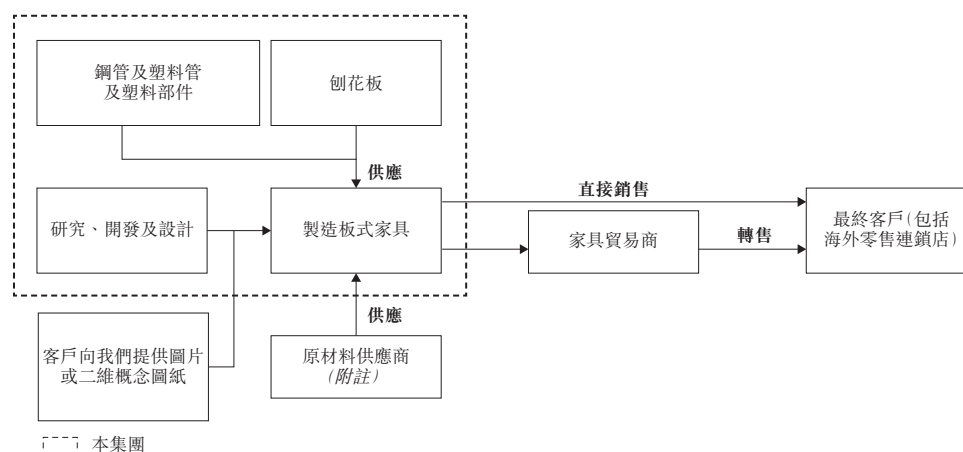 鋼管及塑料管
及塑料部件
刨花板
供應
直接銷售
研究、開發及設計
製造板式家具
家具貿易商
轉售
最終客戶(包括
海外零售連鎖店)
供應
客戶向我們提供圖片
或二維概念圖紙
原材料供應商
(附註)
本集團